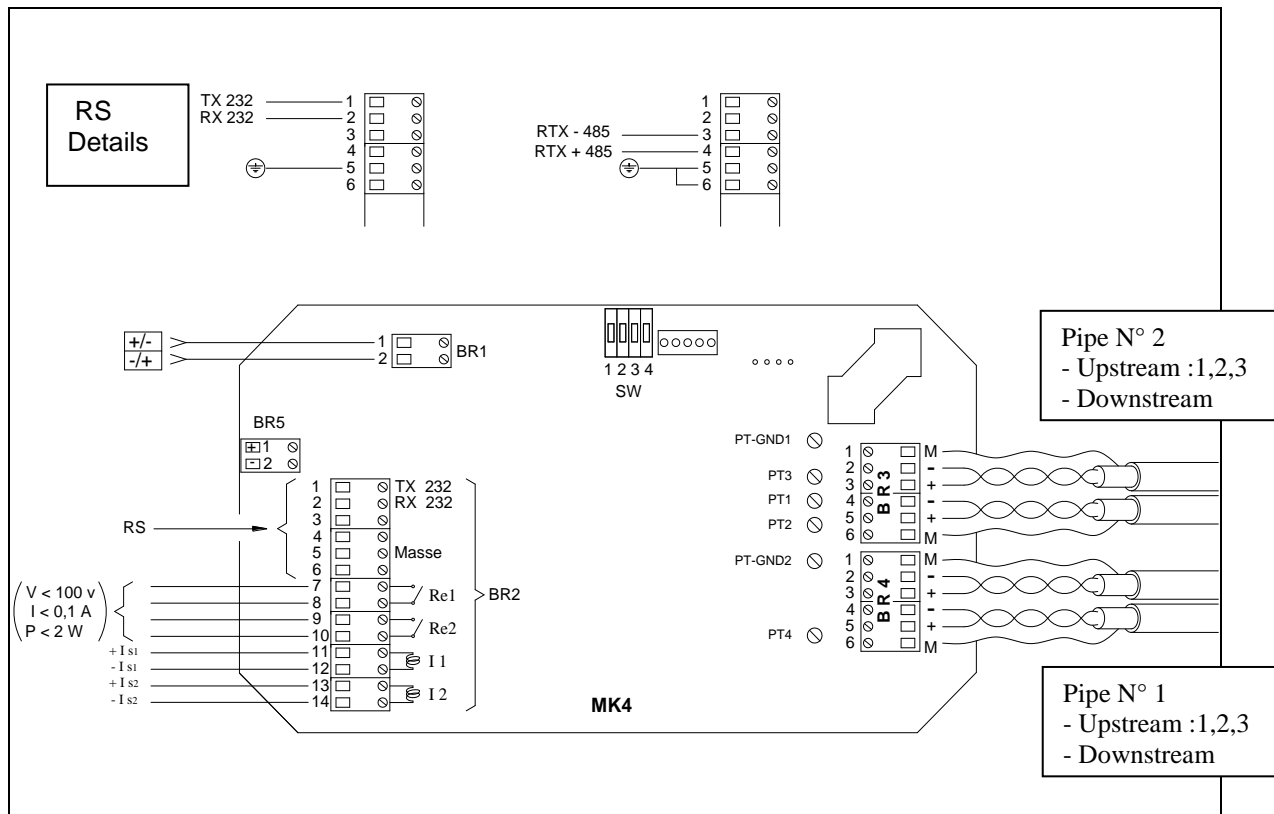 RS
Details
TX 232 1
RX 232 2
3
4
5
6
1
2
RTX - 485 3
RTX + 485 4
5
6
+/- 1
-/+ 2
BR1
1 2 3 4
SW
Pipe N° 2
- Upstream :1,2,3
- Downstream
BR5
+ 1
- 2
PT-GND1
PT3
PT1
PT2
PT-GND2
PT4
1 M
2 -
3 +
4 -
5 +
6 M
BR3
1 M
2 -
3 +
4 -
5 +
6 M
BR4
RS
1 TX 232
2 RX 232
3
4
5 Masse
6
7
8 Re1
9
10 Re2
BR2
V < 100 v
I < 0,1 A
P < 2 W
+ I s1 11
- I s1 12
I 1
+ I s2 13
- I s2 14
I 2
MK4
Pipe N° 1
- Upstream :1,2,3
- Downstream